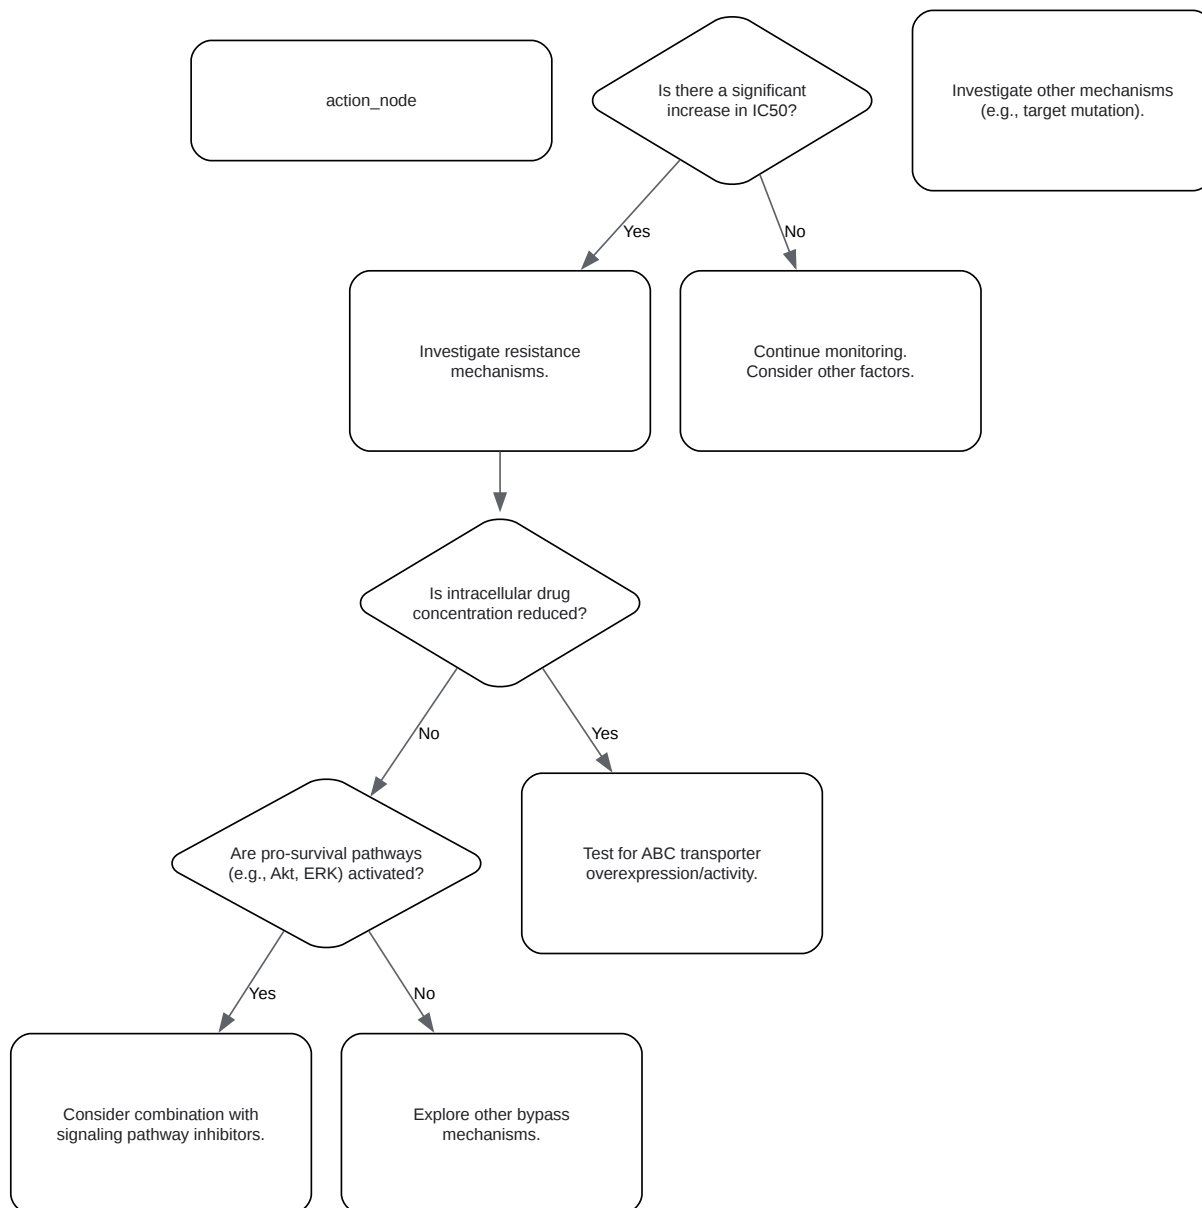 action_node
Is there a significant
increase in IC50?
Investigate other mechanisms
(e.g., target mutation).
Yes
No
Investigate resistance
mechanisms.
Continue monitoring.
Consider other factors.
Is intracellular drug
concentration reduced?
No
Yes
Are pro-survival pathways
(e.g., Akt, ERK) activated?
Test for ABC transporter
overexpression/activity.
Yes
No
Consider combination with
signaling pathway inhibitors.
Explore other bypass
mechanisms.